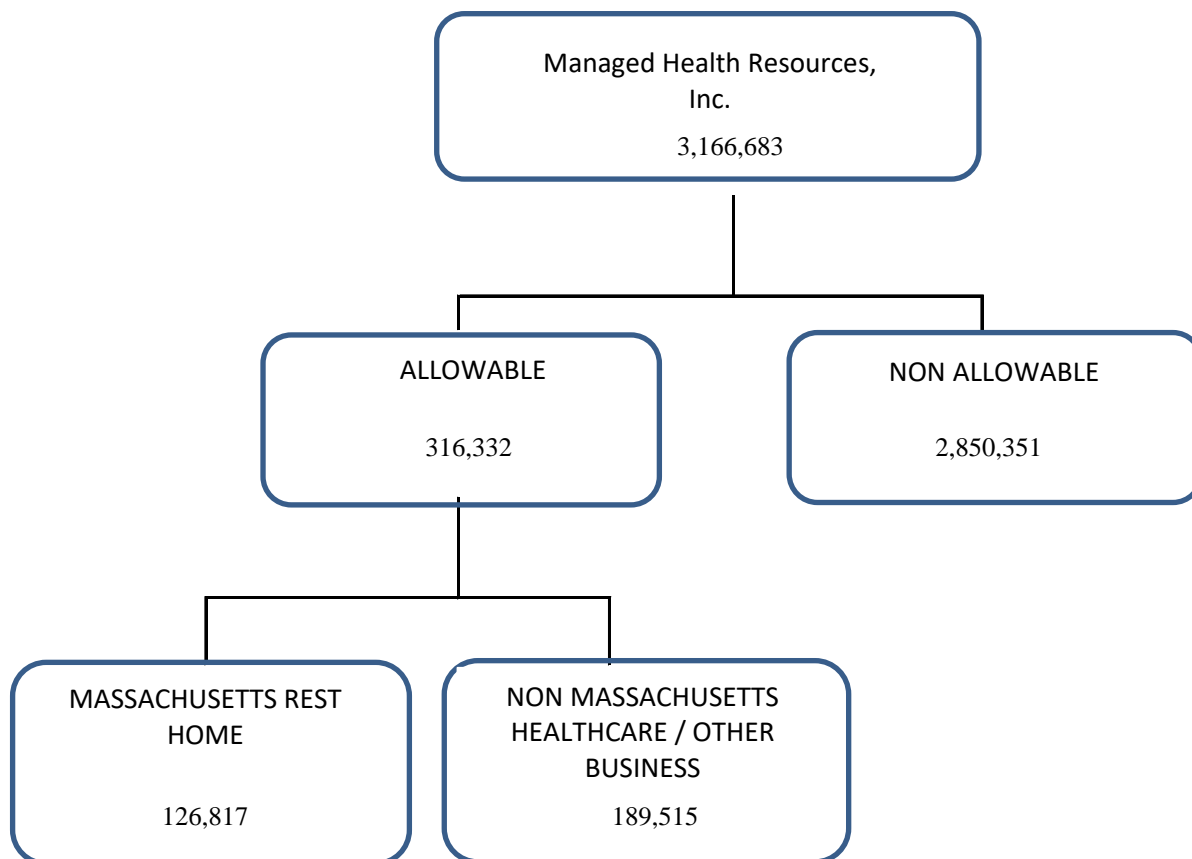 Managed Health Resources,
Inc.
3,166,683
ALLOWABLE
316,332
NON ALLOWABLE
2,850,351
MASSACHUSETTS REST
HOME
126,817
NON MASSACHUSETTS
HEALTHCARE / OTHER
BUSINESS
189,515